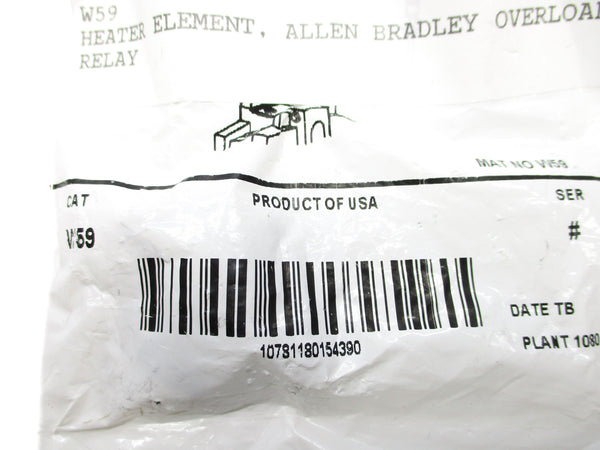 W59
HEATER ELEMENT, ALLEN BRADLEY OVERLOAD
RELAY
MAT NO W59
CAT
PRODUCT OF USA
SER
W59
#
10781180154390
DATE TB
PLANT 1080